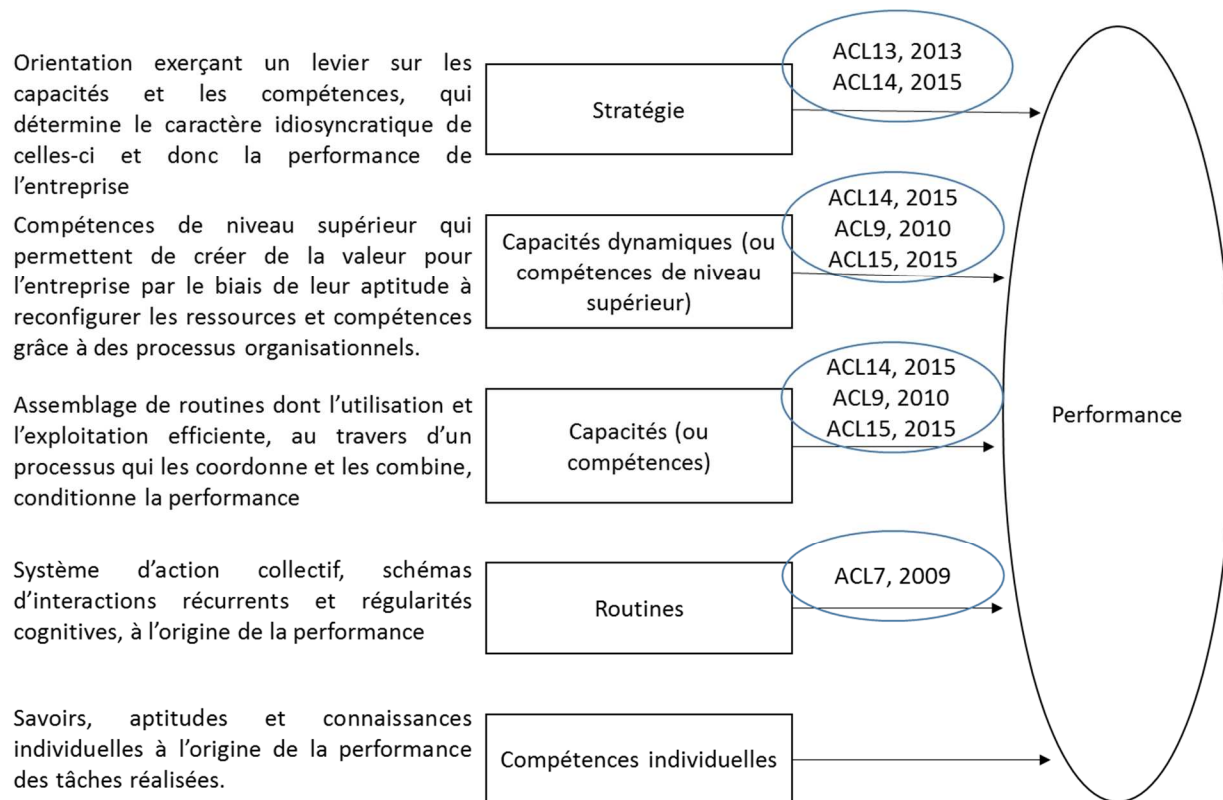 Orientation exerçant un levier sur les
capacités et les compétences, qui
détermine le caractère idiosyncratique de
celles-ci et donc la performance de
l’entreprise
Stratégie
ACL13, 2013
ACL14, 2015
Compétences de niveau supérieur qui
permettent de créer de la valeur pour
l’entreprise par le biais de leur aptitude à
reconfigurer les ressources et compétences
grâce à des processus organisationnels.
Capacités dynamiques (ou
compétences de niveau
supérieur)
ACL14, 2015
ACL9, 2010
ACL15, 2015
Assemblage de routines dont l’utilisation et
l’exploitation efficiente, au travers d’un
processus qui les coordonne et les combine,
conditionne la performance
Capacités (ou
compétences)
ACL14, 2015
ACL9, 2010
ACL15, 2015
Système d’action collectif, schémas
d’interactions récurrents et régularités
cognitives, à l’origine de la performance
Routines
ACL7, 2009
Savoirs, aptitudes et connaissances
individuelles à l’origine de la performance
des tâches réalisées.
Compétences individuelles
Performance